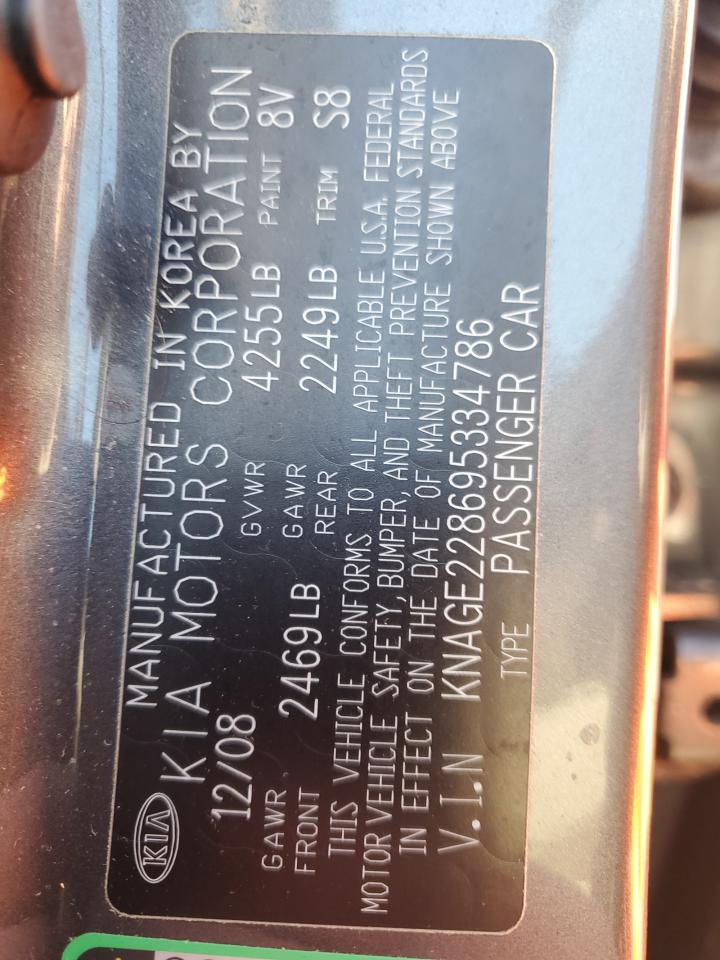 KIA
MANUFACTURED IN KOREA BY
KIA MOTORS CORPORATION
12/08 GVWR 4255LB PAINT 8V
GAWR FRONT 2469LB GAWR REAR 2249LB TRIM S8
THIS VEHICLE CONFORMS TO ALL APPLICABLE U.S.A. FEDERAL
MOTOR VEHICLE SAFETY, BUMPER, AND THEFT PREVENTION STANDARDS
IN EFFECT ON THE DATE OF MANUFACTURE SHOWN ABOVE
V.I.N KNAGE228695334786
TYPE PASSENGER CAR